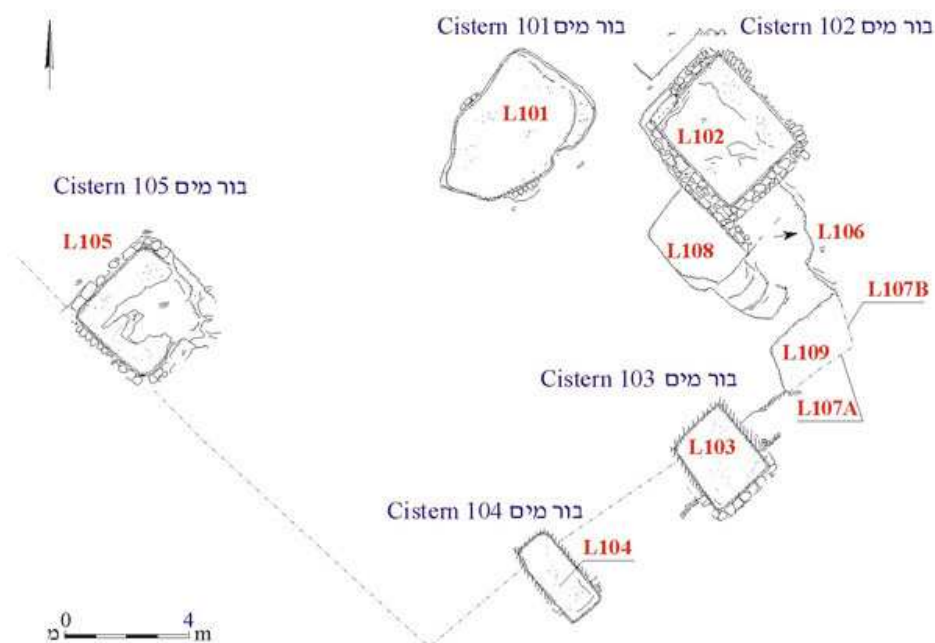 Cistern 101 בור מים
Cistern 102 בור מים
L101
L102
Cistern 105 בור מים
L105
L108
L106
L107B
L109
Cistern 103 בור מים
L107A
L103
Cistern 104 בור מים
L104
0 4
מ m